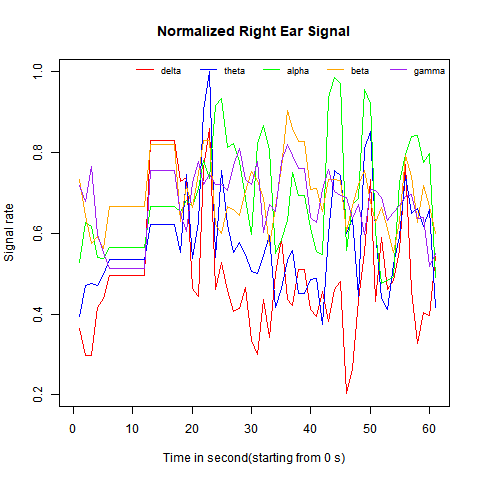 Normalized Right Ear Signal
delta theta alpha beta gamma
Signal rate
1.0
0.8
0.6
0.4
0.2
0 10 20 30 40 50 60
Time in second(starting from 0 s)